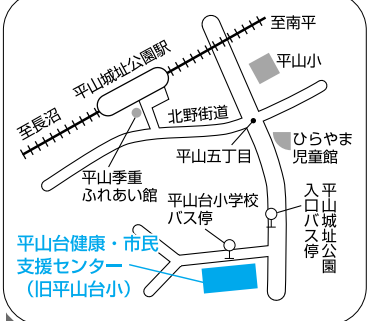 至南平
平山城址公園駅
平山小
至長沼
北野街道
平山五丁目
ひらやま
児童館
平山季重
ふれあい館
平山台小学校
バス停
平山城址公園
入口バス停
平山台健康・市民
支援センター
（旧平山台小）